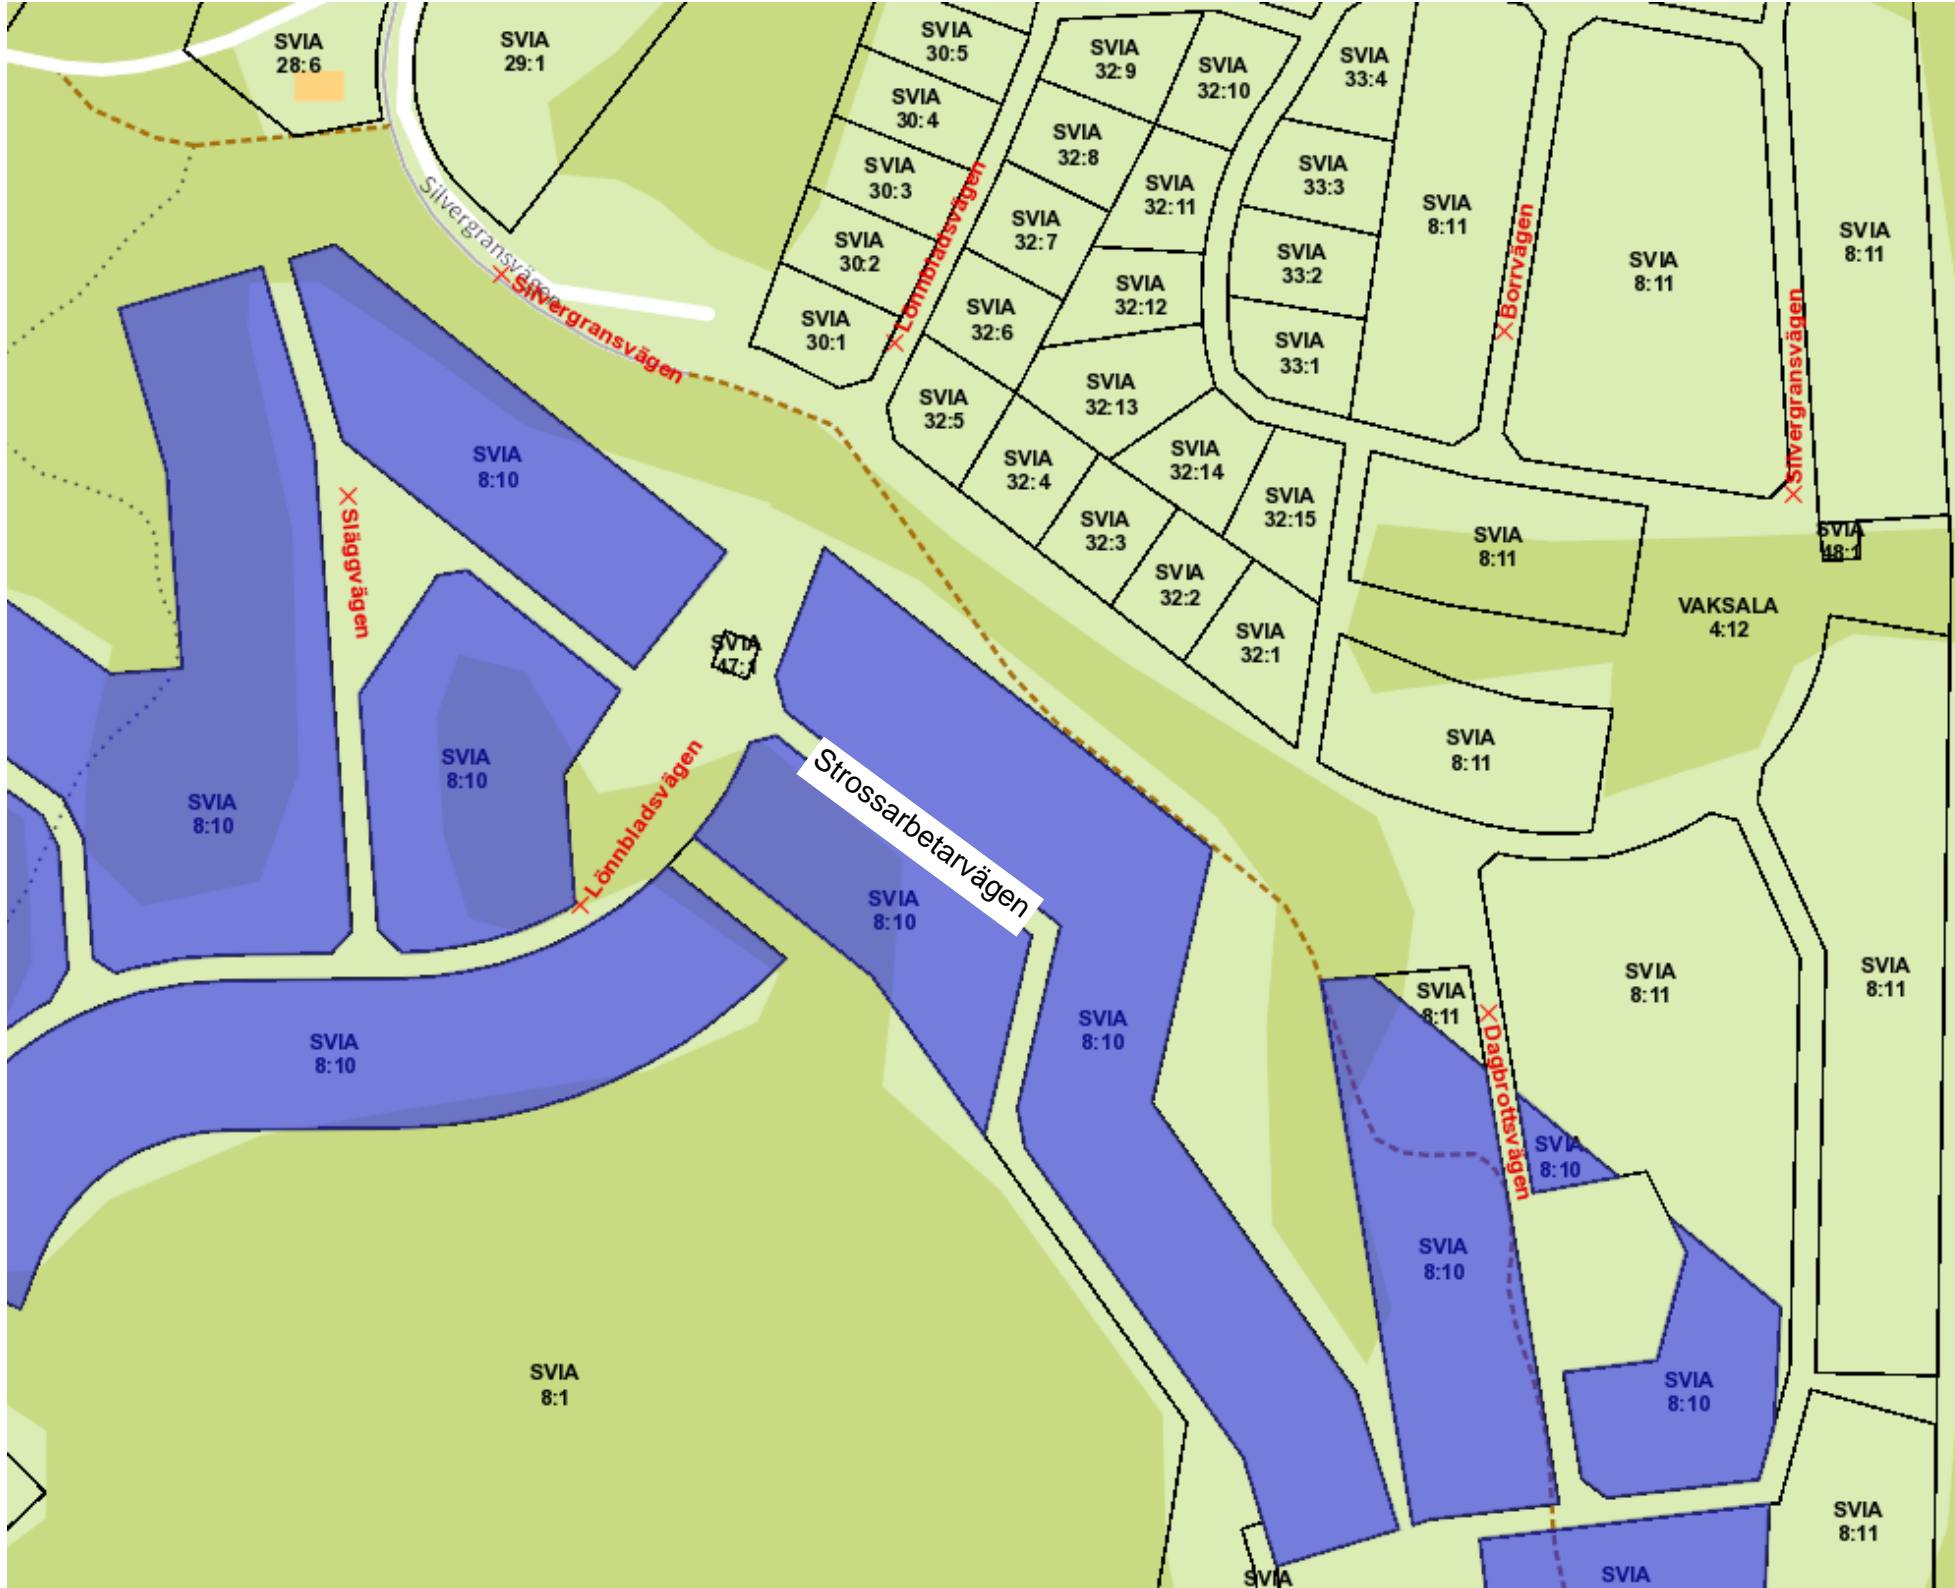 SVIA
28:6
SVIA
29:1
SVIA
30:5
SVIA
30:4
SVIA
30:3
SVIA
30:2
SVIA
30:1
SVIA
32:9
SVIA
32:10
SVIA
32:8
SVIA
32:11
SVIA
32:7
SVIA
32:12
SVIA
32:6
SVIA
32:13
SVIA
32:5
SVIA
32:4
SVIA
32:14
SVIA
32:3
SVIA
32:15
SVIA
32:2
SVIA
32:1
SVIA
33:4
SVIA
33:3
SVIA
33:2
SVIA
33:1
SVIA
8:11
SVIA
8:11
SVIA
8:11
Silvergransvägen
Silvergransvägen
Lönnbladsvägen
Borrvägen
Silvergransvägen
SVIA
8:10
Släggvägen
SVIA
8:11
SVIA
48:1
VAKSALA
4:12
SVIA
47:1
SVIA
8:11
SVIA
8:10
SVIA
8:10
Lönnbladsvägen
Strossarbetarvägen
SVIA
8:10
SVIA
8:10
SVIA
8:10
SVIA
8:11
SVIA
8:11
SVIA
8:11
Dagbrottsvägen
SVIA
8:10
SVIA
8:10
SVIA
8:10
SVIA
8:1
SVIA
8:11
SVIA
SVIA